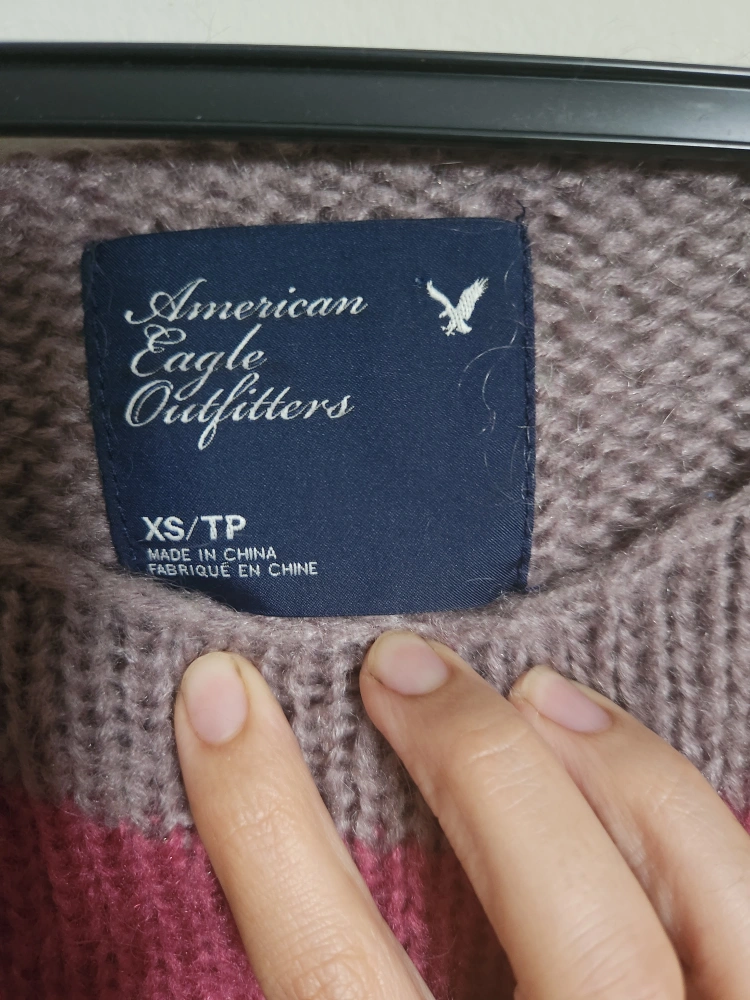 American
Eagle
Outfitters
XS/TP
MADE IN CHINA
FABRIQUÉ EN CHINE